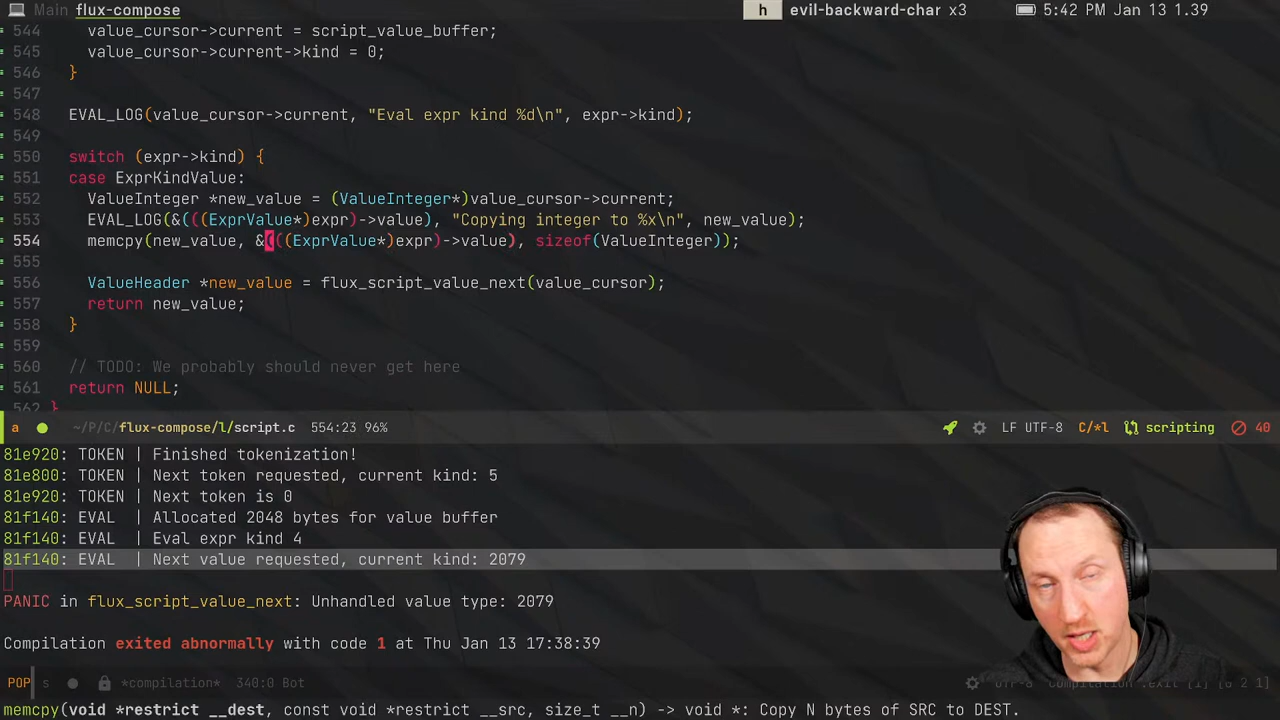 Main flux-compose h evil-backward-char x3 5:42 PM Jan 13 1.39
544 value_cursor->current = script_value_buffer;
545 value_cursor->current->kind = 0;
546 }
547
548 EVAL_LOG(value_cursor->current, "Eval expr kind %d\n", expr->kind);
549
550 switch (expr->kind) {
551 case ExprKindValue:
552 ValueInteger *new_value = (ValueInteger*)value_cursor->current;
553 EVAL_LOG(&(((ExprValue*)expr)->value), "Copying integer to %x\n", new_value);
554 memcpy(new_value, &(((ExprValue*)expr)->value), sizeof(ValueInteger));
555
556 ValueHeader *new_value = flux_script_value_next(value_cursor);
557 return new_value;
558 }
559
560 // TODO: We probably should never get here
561 return NULL;
562 }
a ~/P/C/flux-compose/l/script.c 554:23 96% LF UTF-8 C/*l scripting 40
81e920: TOKEN | Finished tokenization!
81e800: TOKEN | Next token requested, current kind: 5
81e920: TOKEN | Next token is 0
81f140: EVAL | Allocated 2048 bytes for value buffer
81f140: EVAL | Eval expr kind 4
81f140: EVAL | Next value requested, current kind: 2079
PANIC in flux_script_value_next: Unhandled value type: 2079
Compilation exited abnormally with code 1 at Thu Jan 13 17:38:39
POP s *compilation* 340:0 Bot UTF-8 Compilation :exit [1] [0 2 1]
memcpy(void *restrict __dest, const void *restrict __src, size_t __n) -> void *: Copy N bytes of SRC to DEST.